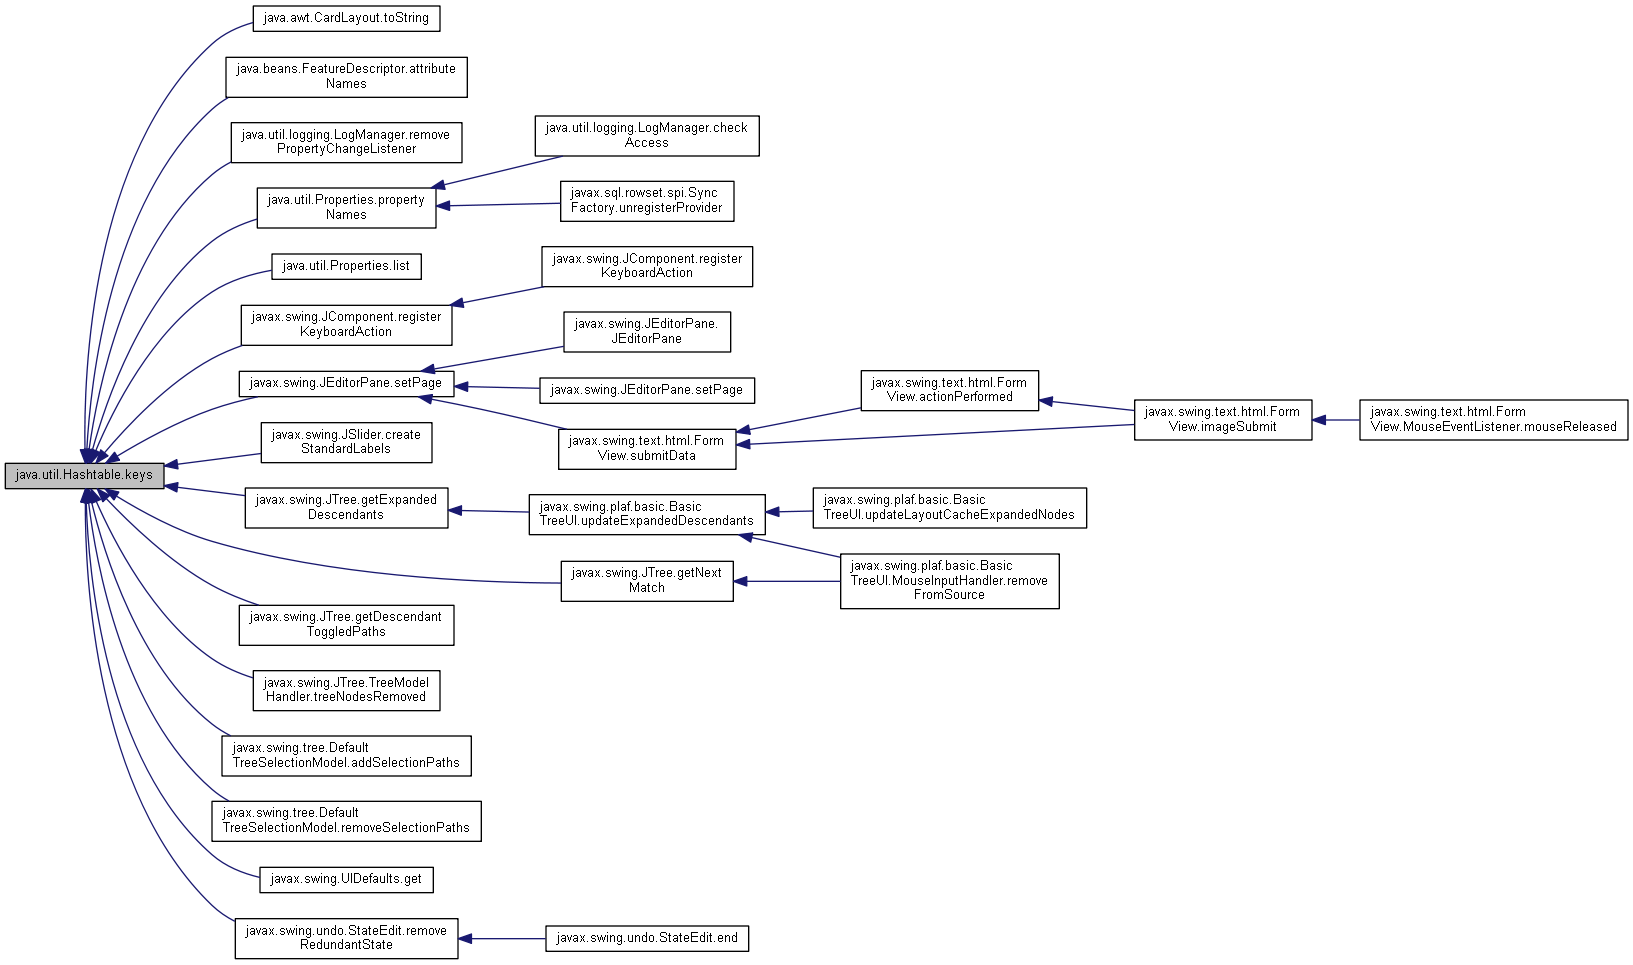 java.awt.CardLayout.toString
java.beans.FeatureDescriptor.attribute
Names
java.util.logging.LogManager.remove
PropertyChangeListener
java.util.logging.LogManager.check
Access
java.util.Properties.property
Names
javax.sql.rowset.spi.Sync
Factory.unregisterProvider
java.util.Properties.list
javax.swing.JComponent.register
KeyboardAction
javax.swing.JComponent.register
KeyboardAction
javax.swing.JEditorPane.
JEditorPane
javax.swing.JEditorPane.setPage
javax.swing.JEditorPane.setPage
javax.swing.text.html.Form
View.actionPerformed
javax.swing.text.html.Form
View.imageSubmit
javax.swing.text.html.Form
View.MouseEventListener.mouseReleased
javax.swing.JSlider.create
StandardLabels
javax.swing.text.html.Form
View.submitData
java.util.Hashtable.keys
javax.swing.JTree.getExpanded
Descendants
javax.swing.plaf.basic.Basic
TreeUI.updateExpandedDescendants
javax.swing.plaf.basic.Basic
TreeUI.updateLayoutCacheExpandedNodes
javax.swing.JTree.getNext
Match
javax.swing.plaf.basic.Basic
TreeUI.MouseInputHandler.remove
FromSource
javax.swing.JTree.getDescendant
ToggledPaths
javax.swing.JTree.TreeModel
Handler.treeNodesRemoved
javax.swing.tree.Default
TreeSelectionModel.addSelectionPaths
javax.swing.tree.Default
TreeSelectionModel.removeSelectionPaths
javax.swing.UIDefaults.get
javax.swing.undo.StateEdit.remove
RedundantState
javax.swing.undo.StateEdit.end